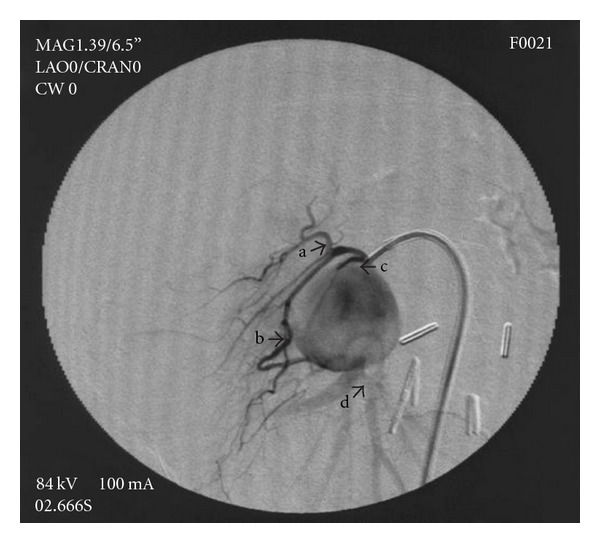 MAG1.39/6.5”
LAO0/CRAN0
CW 0
F0021
a
c
b
d
84 kV 100 mA
02.666S